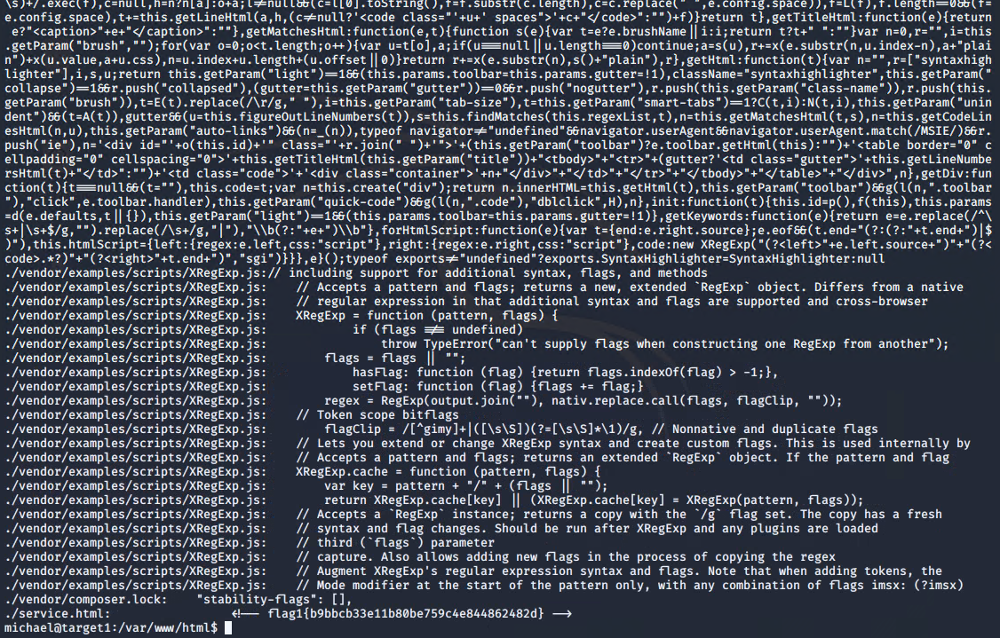 \s)+/.exec(f),c=null,h=n?n[a]:o+a;l≠null&&(c=l[0].toString(),f=f.substr(c.length),c=c.replace(" ",e.config.space)),f=L(f),f.length==0&&(f=
e.config.space),t+=this.getLineHtml(a,h,(c≠null?'<code class="'+u+' spaces">'+c+"</code>":"")+f)}return t},getTitleHtml:function(e){return
e?"<caption>"+e+"</caption>":""},getMatchesHtml:function(e,t){function s(e){var t=e?e.brushName||i:i;return t?t+" ":""}var n=0,r="",i=this
.getParam("brush","");for(var o=0;o<t.length;o++){var u=t[o],a;if(u===null||u.length===0)continue;a=s(u),r+=x(e.substr(n,u.index-n),a+"plai
n")+x(u.value,a+u.css),n=u.index+u.length+(u.offset||0)}return r+=x(e.substr(n),s()+"plain"),r},getHtml:function(t){var n="",r=["syntaxhigh
lighter"],i,s,u;return this.getParam("light")==1&&(this.params.toolbar=this.params.gutter=!1),className="syntaxhighlighter",this.getParam("
collapse")==1&&r.push("collapsed"),(gutter=this.getParam("gutter"))==0&&r.push("nogutter"),r.push(this.getParam("class-name")),r.push(this.
getParam("brush")),t=E(t).replace(/\r/g," "),i=this.getParam("tab-size"),t=this.getParam("smart-tabs")==1?C(t,i):N(t,i),this.getParam("unin
dent")&&(t=A(t)),gutter&&(u=this.figureOutLineNumbers(t)),s=this.findMatches(this.regexList,t),n=this.getMatchesHtml(t,s),n=this.getCodeLin
esHtml(n,u),this.getParam("auto-links")&&(n=_(n)),typeof navigator≠"undefined"&&navigator.userAgent&&navigator.userAgent.match(/MSIE/)&&r.
push("ie"),n='<div id="'+o(this.id)+'" class="'+r.join(" ")+'">'+(this.getParam("toolbar")?e.toolbar.getHtml(this):"")+'<table border="0" c
ellpadding="0" cellspacing="0">'+this.getTitleHtml(this.getParam("title"))+"<tbody>"+"<tr>"+(gutter?'<td class="gutter">'+this.getLineNumbe
rsHtml(t)+"</td>":"")+'<td class="code">'+'<div class="container">'+n+"</div>"+"</td>"+"</tr>"+"</tbody>"+"</table>"+"</div>",n},getDiv:fun
ction(t){t===null&&(t=""),this.code=t;var n=this.create("div");return n.innerHTML=this.getHtml(t),this.getParam("toolbar")&&g(l(n,".toolbar
"),"click",e.toolbar.handler),this.getParam("quick-code")&&g(l(n,".code"),"dblclick",H),n},init:function(t){this.id=p(),f(this),this.params
=d(e.defaults,t||{}),this.getParam("light")==1&&(this.params.toolbar=this.params.gutter=!1)},getKeywords:function(e){return e=e.replace(/^\
s+|\s+$/g,"").replace(/\s+/g,"|"),"\\b(?:"+e+")\\b"},forHtmlScript:function(e){var t={end:e.right.source};e.eof&&(t.end="(?:(?:"+t.end+")|$
)"),this.htmlScript={left:{regex:e.left,css:"script"},right:{regex:e.right,css:"script"},code:new XRegExp("(?<left>"+e.left.source+")"+"(?<
code>.*?)"+"(?<right>"+t.end+")","sgi")}}},e}();typeof exports≠"undefined"?exports.SyntaxHighlighter=SyntaxHighlighter:null
./vendor/examples/scripts/XRegExp.js:// including support for additional syntax, flags, and methods
./vendor/examples/scripts/XRegExp.js:    // Accepts a pattern and flags; returns a new, extended `RegExp` object. Differs from a native
./vendor/examples/scripts/XRegExp.js:    // regular expression in that additional syntax and flags are supported and cross-browser
./vendor/examples/scripts/XRegExp.js:    XRegExp = function (pattern, flags) {
./vendor/examples/scripts/XRegExp.js:            if (flags !== undefined)
./vendor/examples/scripts/XRegExp.js:                throw TypeError("can't supply flags when constructing one RegExp from another");
./vendor/examples/scripts/XRegExp.js:        flags = flags || "";
./vendor/examples/scripts/XRegExp.js:            hasFlag: function (flag) {return flags.indexOf(flag) > -1;},
./vendor/examples/scripts/XRegExp.js:            setFlag: function (flag) {flags += flag;}
./vendor/examples/scripts/XRegExp.js:        regex = RegExp(output.join(""), nativ.replace.call(flags, flagClip, ""));
./vendor/examples/scripts/XRegExp.js:    // Token scope bitflags
./vendor/examples/scripts/XRegExp.js:        flagClip = /[^gimy]+|([\s\S])(?=[\s\S]*\1)/g, // Nonnative and duplicate flags
./vendor/examples/scripts/XRegExp.js:    // Lets you extend or change XRegExp syntax and create custom flags. This is used internally by
./vendor/examples/scripts/XRegExp.js:    // Accepts a pattern and flags; returns an extended `RegExp` object. If the pattern and flag
./vendor/examples/scripts/XRegExp.js:    XRegExp.cache = function (pattern, flags) {
./vendor/examples/scripts/XRegExp.js:        var key = pattern + "/" + (flags || "");
./vendor/examples/scripts/XRegExp.js:        return XRegExp.cache[key] || (XRegExp.cache[key] = XRegExp(pattern, flags));
./vendor/examples/scripts/XRegExp.js:    // Accepts a `RegExp` instance; returns a copy with the `/g` flag set. The copy has a fresh
./vendor/examples/scripts/XRegExp.js:    // syntax and flag changes. Should be run after XRegExp and any plugins are loaded
./vendor/examples/scripts/XRegExp.js:    // third (`flags`) parameter
./vendor/examples/scripts/XRegExp.js:    // capture. Also allows adding new flags in the process of copying the regex
./vendor/examples/scripts/XRegExp.js:    // Augment XRegExp's regular expression syntax and flags. Note that when adding tokens, the
./vendor/examples/scripts/XRegExp.js:    // Mode modifier at the start of the pattern only, with any combination of flags imsx: (?imsx)
./vendor/composer.lock:    "stability-flags": [],
./service.html:                 <!-- flag1{b9bbcb33e11b80be759c4e844862482d} -->
michael@target1:/var/www/html$